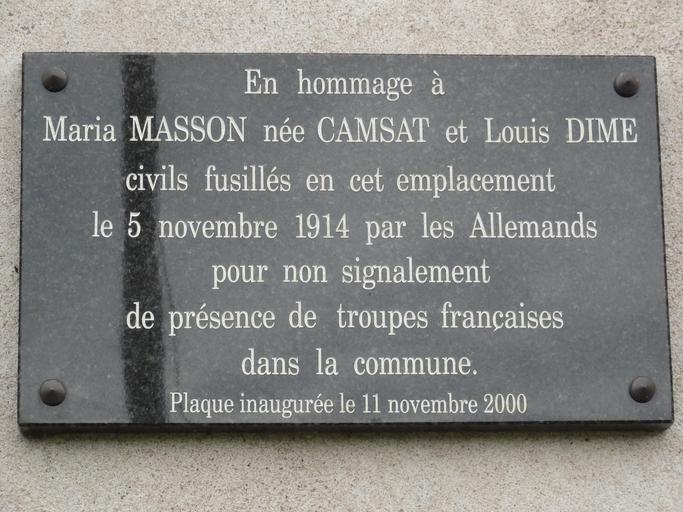 En hommage à
Maria MASSON née CAMSAT et Louis DIME
civils fusillés en cet emplacement
le 5 novembre 1914 par les Allemands
pour non signalement
de présence de troupes françaises
dans la commune.
Plaque inaugurée le 11 novembre 2000